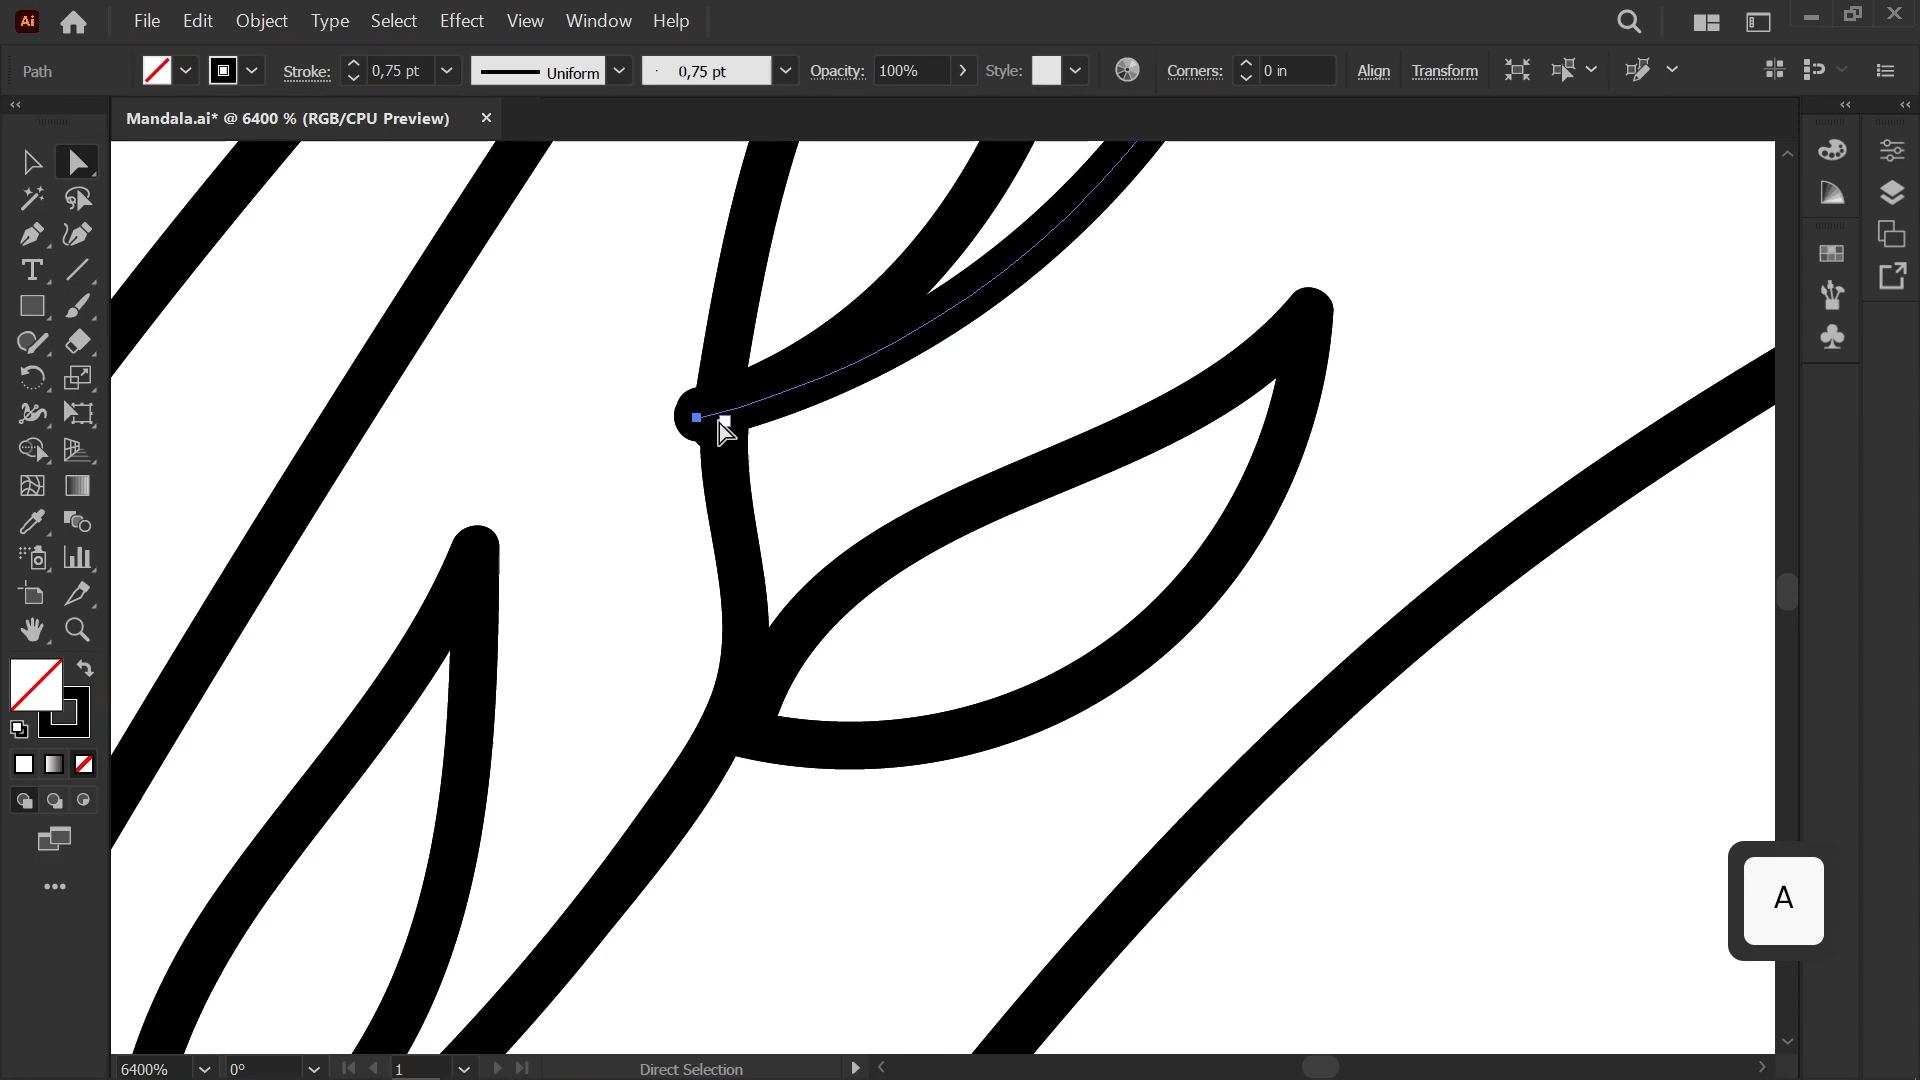 Ai File Edit Object Type Select Effect View Window Help
Path Stroke: 0,75 pt Uniform 0,75 pt Opacity: 100% Style: Corners: 0 in Align Transform
Mandala.ai* @ 6400 % (RGB/CPU Preview)
A
6400% 0° 1 Direct Selection